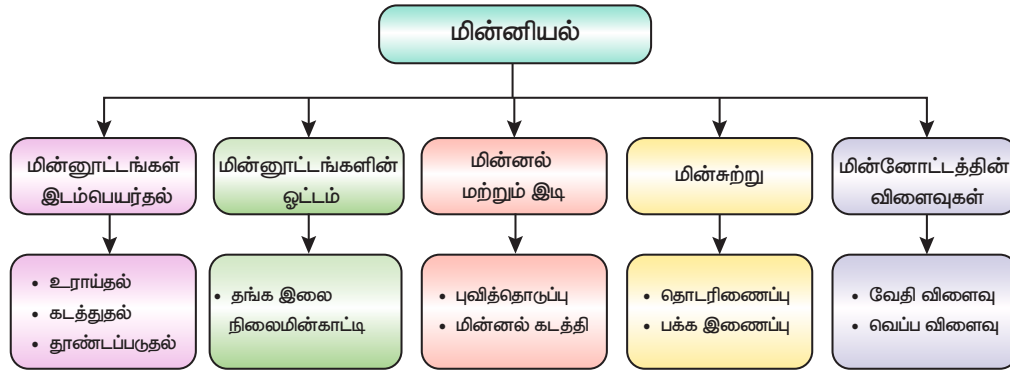 மின்னியல்
மின்னூட்டங்கள்
இடம்பெயர்தல்
மின்னூட்டங்களின்
ஓட்டம்
மின்னல்
மற்றும் இடி
மின்சுற்று
மின்னோட்டத்தின்
விளைவுகள்
• உராய்தல்
• கடத்துதல்
• தூண்டப்படுதல்
• தங்க இலை
நிலைமின்காட்டி
• புவித்தொடுப்பு
• மின்னல் கடத்தி
• தொடரிணைப்பு
• பக்க இணைப்பு
• வேதி விளைவு
• வெப்ப விளைவு